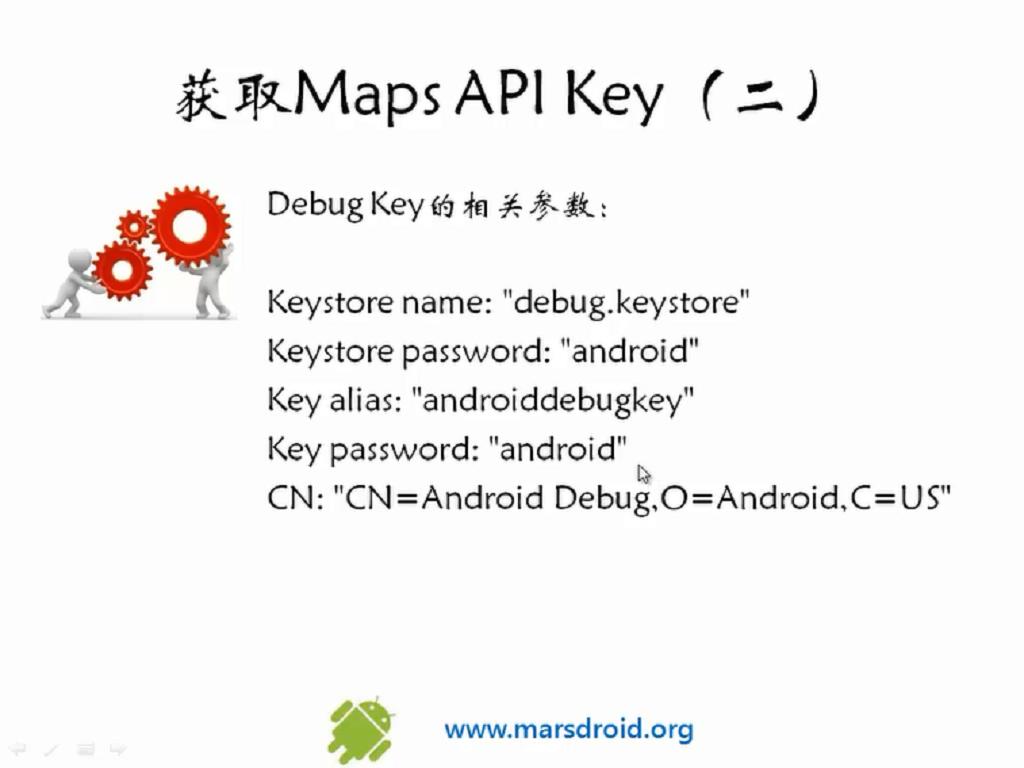 获取Maps API Key（二）
Debug Key的相关参数：
Keystore name: "debug.keystore"
Keystore password: "android"
Key alias: "androiddebugkey"
Key password: "android"
CN: "CN=Android Debug,O=Android,C=US"
www.marsdroid.org